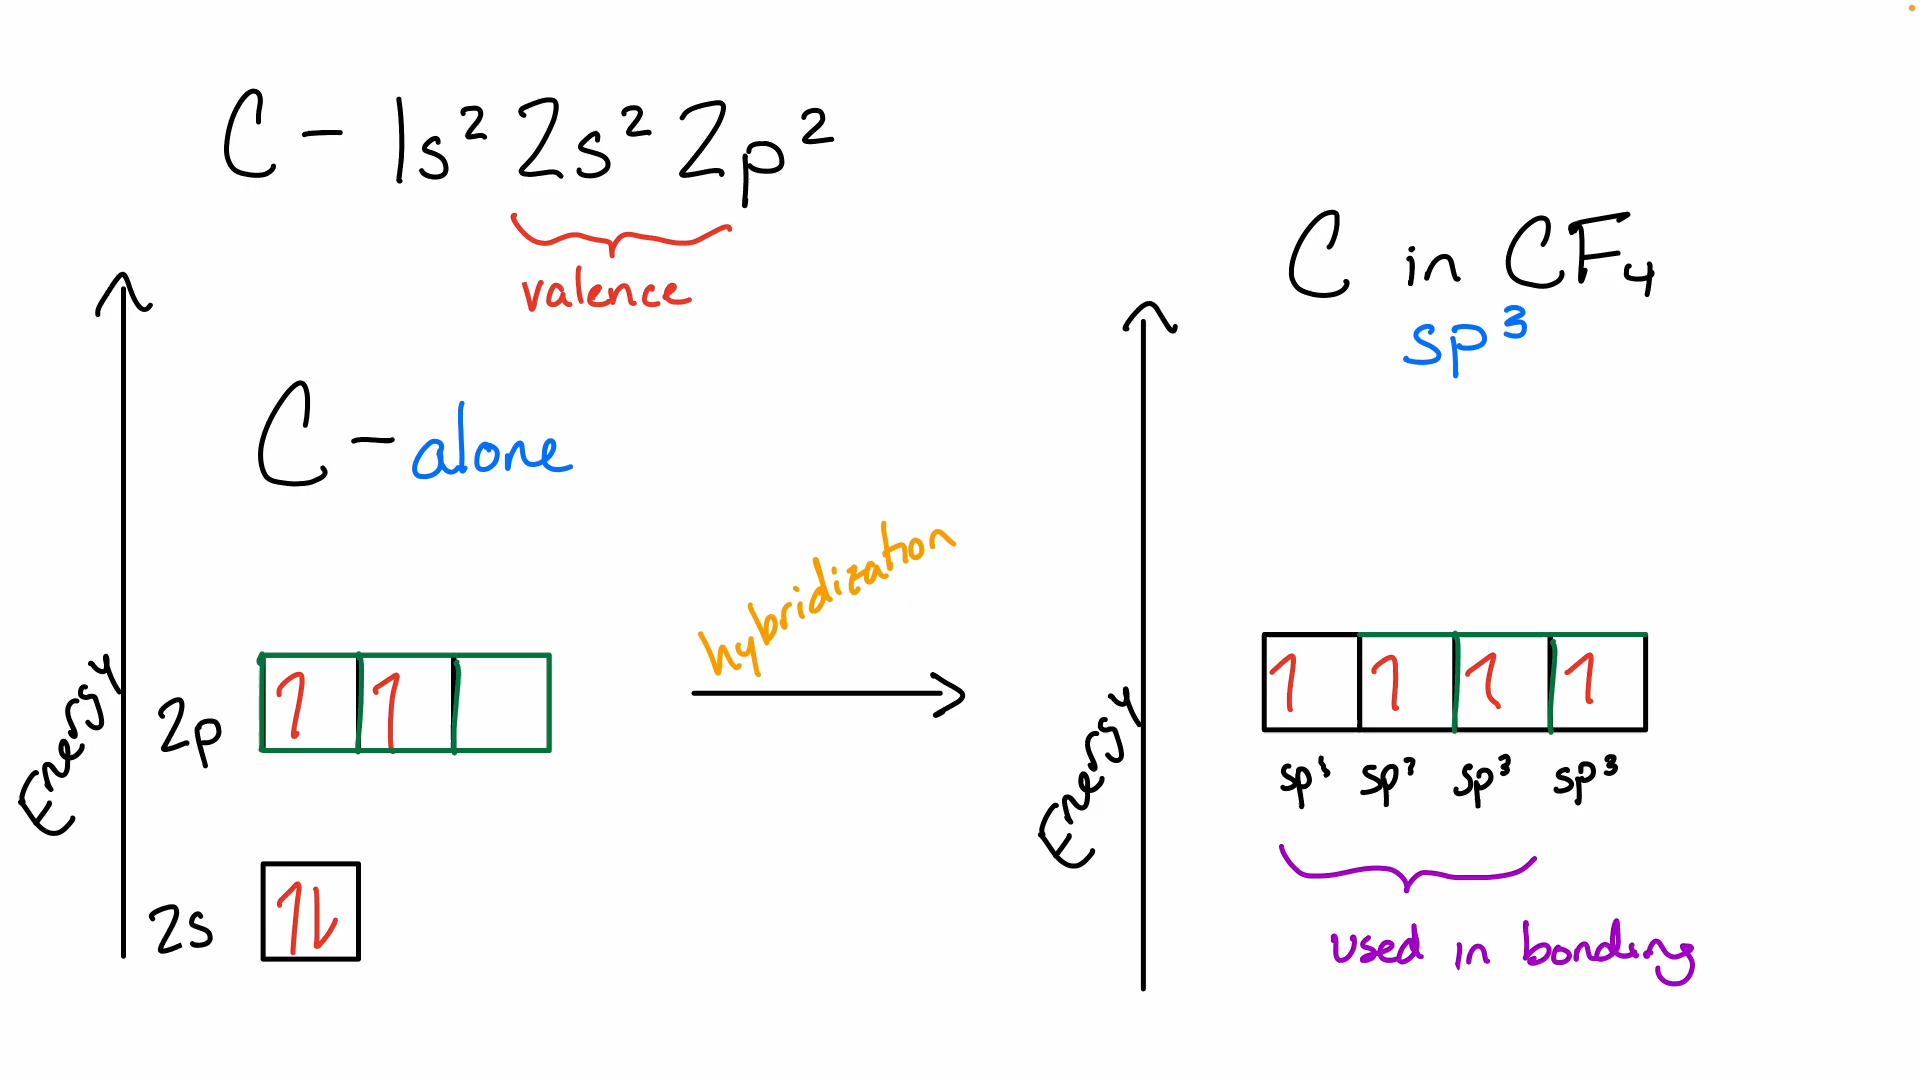 C - 1s² 2s² 2p²
valence
C - alone
Energy
2p
2s
hybridization
C in CF₄
sp³
Energy
sp³ sp³ sp³ sp³
used in bonding